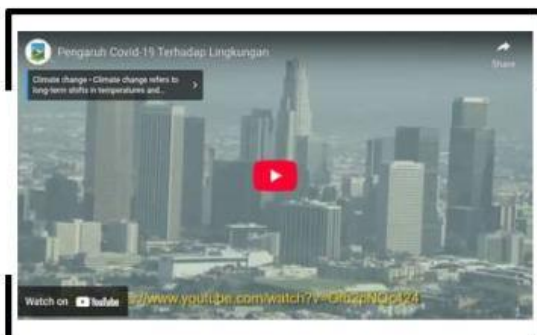 Pengaruh Covid-19 Terhadap Lingkungan
Share
Climate change • Climate change refers to
long-term shifts in temperatures and...
Watch on YouTube